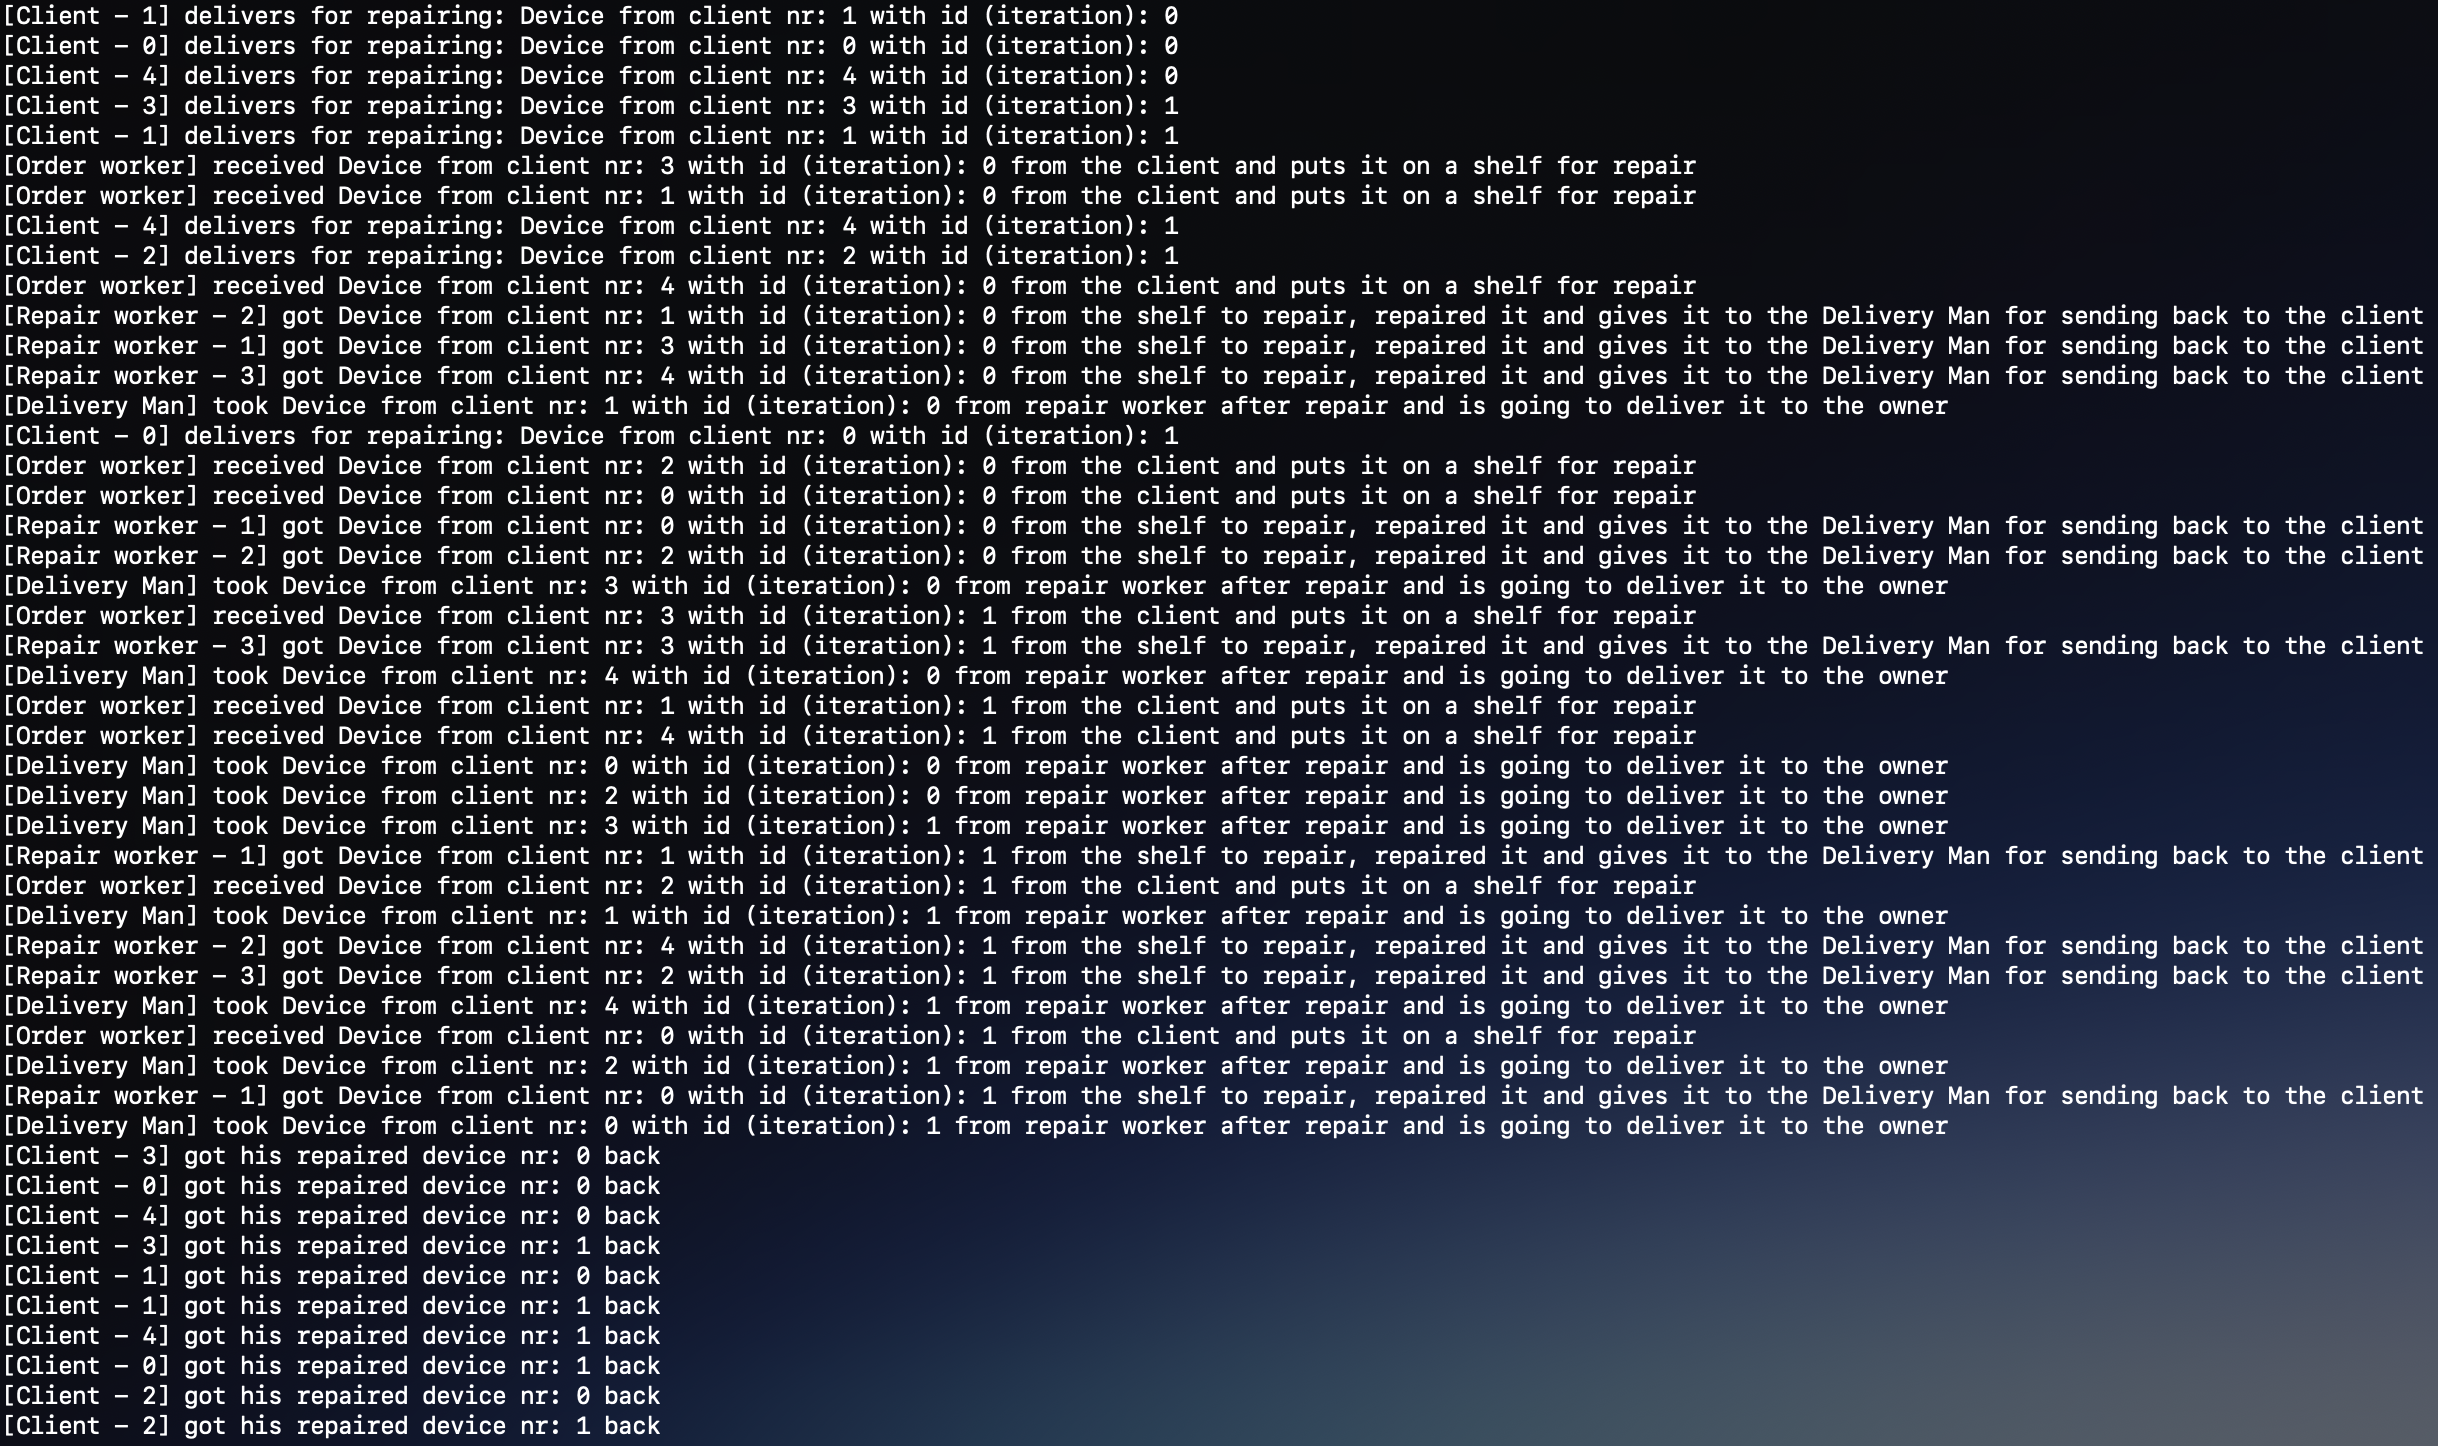 [Client – 1] delivers for repairing: Device from client nr: 1 with id (iteration): 0
[Client – 0] delivers for repairing: Device from client nr: 0 with id (iteration): 0
[Client – 4] delivers for repairing: Device from client nr: 4 with id (iteration): 0
[Client – 3] delivers for repairing: Device from client nr: 3 with id (iteration): 1
[Client – 1] delivers for repairing: Device from client nr: 1 with id (iteration): 1
[Order worker] received Device from client nr: 3 with id (iteration): 0 from the client and puts it on a shelf for repair
[Order worker] received Device from client nr: 1 with id (iteration): 0 from the client and puts it on a shelf for repair
[Client – 4] delivers for repairing: Device from client nr: 4 with id (iteration): 1
[Client – 2] delivers for repairing: Device from client nr: 2 with id (iteration): 1
[Order worker] received Device from client nr: 4 with id (iteration): 0 from the client and puts it on a shelf for repair
[Repair worker – 2] got Device from client nr: 1 with id (iteration): 0 from the shelf to repair, repaired it and gives it to the Delivery Man for sending back to the client
[Repair worker – 1] got Device from client nr: 3 with id (iteration): 0 from the shelf to repair, repaired it and gives it to the Delivery Man for sending back to the client
[Repair worker – 3] got Device from client nr: 4 with id (iteration): 0 from the shelf to repair, repaired it and gives it to the Delivery Man for sending back to the client
[Delivery Man] took Device from client nr: 1 with id (iteration): 0 from repair worker after repair and is going to deliver it to the owner
[Client – 0] delivers for repairing: Device from client nr: 0 with id (iteration): 1
[Order worker] received Device from client nr: 2 with id (iteration): 0 from the client and puts it on a shelf for repair
[Order worker] received Device from client nr: 0 with id (iteration): 0 from the client and puts it on a shelf for repair
[Repair worker – 1] got Device from client nr: 0 with id (iteration): 0 from the shelf to repair, repaired it and gives it to the Delivery Man for sending back to the client
[Repair worker – 2] got Device from client nr: 2 with id (iteration): 0 from the shelf to repair, repaired it and gives it to the Delivery Man for sending back to the client
[Delivery Man] took Device from client nr: 3 with id (iteration): 0 from repair worker after repair and is going to deliver it to the owner
[Order worker] received Device from client nr: 3 with id (iteration): 1 from the client and puts it on a shelf for repair
[Repair worker – 3] got Device from client nr: 3 with id (iteration): 1 from the shelf to repair, repaired it and gives it to the Delivery Man for sending back to the client
[Delivery Man] took Device from client nr: 4 with id (iteration): 0 from repair worker after repair and is going to deliver it to the owner
[Order worker] received Device from client nr: 1 with id (iteration): 1 from the client and puts it on a shelf for repair
[Order worker] received Device from client nr: 4 with id (iteration): 1 from the client and puts it on a shelf for repair
[Delivery Man] took Device from client nr: 0 with id (iteration): 0 from repair worker after repair and is going to deliver it to the owner
[Delivery Man] took Device from client nr: 2 with id (iteration): 0 from repair worker after repair and is going to deliver it to the owner
[Delivery Man] took Device from client nr: 3 with id (iteration): 1 from repair worker after repair and is going to deliver it to the owner
[Repair worker – 1] got Device from client nr: 1 with id (iteration): 1 from the shelf to repair, repaired it and gives it to the Delivery Man for sending back to the client
[Order worker] received Device from client nr: 2 with id (iteration): 1 from the client and puts it on a shelf for repair
[Delivery Man] took Device from client nr: 1 with id (iteration): 1 from repair worker after repair and is going to deliver it to the owner
[Repair worker – 2] got Device from client nr: 4 with id (iteration): 1 from the shelf to repair, repaired it and gives it to the Delivery Man for sending back to the client
[Repair worker – 3] got Device from client nr: 2 with id (iteration): 1 from the shelf to repair, repaired it and gives it to the Delivery Man for sending back to the client
[Delivery Man] took Device from client nr: 4 with id (iteration): 1 from repair worker after repair and is going to deliver it to the owner
[Order worker] received Device from client nr: 0 with id (iteration): 1 from the client and puts it on a shelf for repair
[Delivery Man] took Device from client nr: 2 with id (iteration): 1 from repair worker after repair and is going to deliver it to the owner
[Repair worker – 1] got Device from client nr: 0 with id (iteration): 1 from the shelf to repair, repaired it and gives it to the Delivery Man for sending back to the client
[Delivery Man] took Device from client nr: 0 with id (iteration): 1 from repair worker after repair and is going to deliver it to the owner
[Client – 3] got his repaired device nr: 0 back
[Client – 0] got his repaired device nr: 0 back
[Client – 4] got his repaired device nr: 0 back
[Client – 3] got his repaired device nr: 1 back
[Client – 1] got his repaired device nr: 0 back
[Client – 1] got his repaired device nr: 1 back
[Client – 4] got his repaired device nr: 1 back
[Client – 0] got his repaired device nr: 1 back
[Client – 2] got his repaired device nr: 0 back
[Client – 2] got his repaired device nr: 1 back